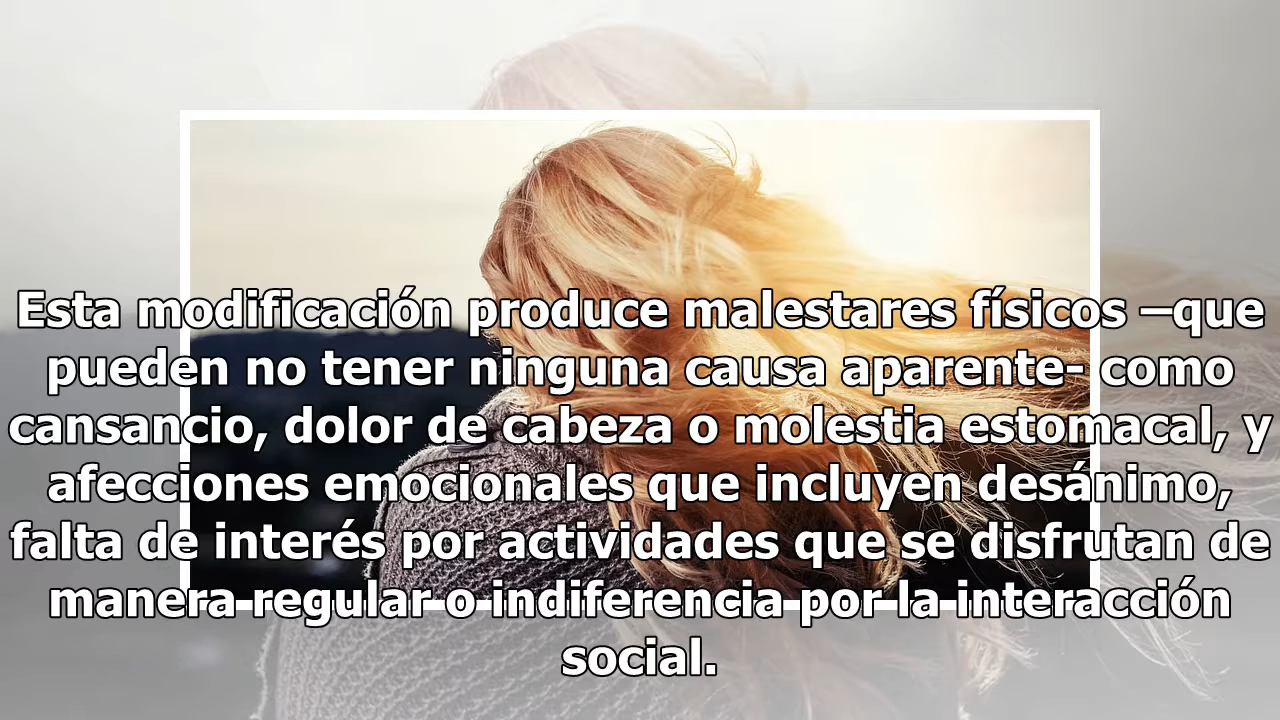 Esta modificación produce malestares físicos –que
pueden no tener ninguna causa aparente- como
cansancio, dolor de cabeza o molestia estomacal, y
afecciones emocionales que incluyen desánimo,
falta de interés por actividades que se disfrutan de
manera regular o indiferencia por la interacción
social.